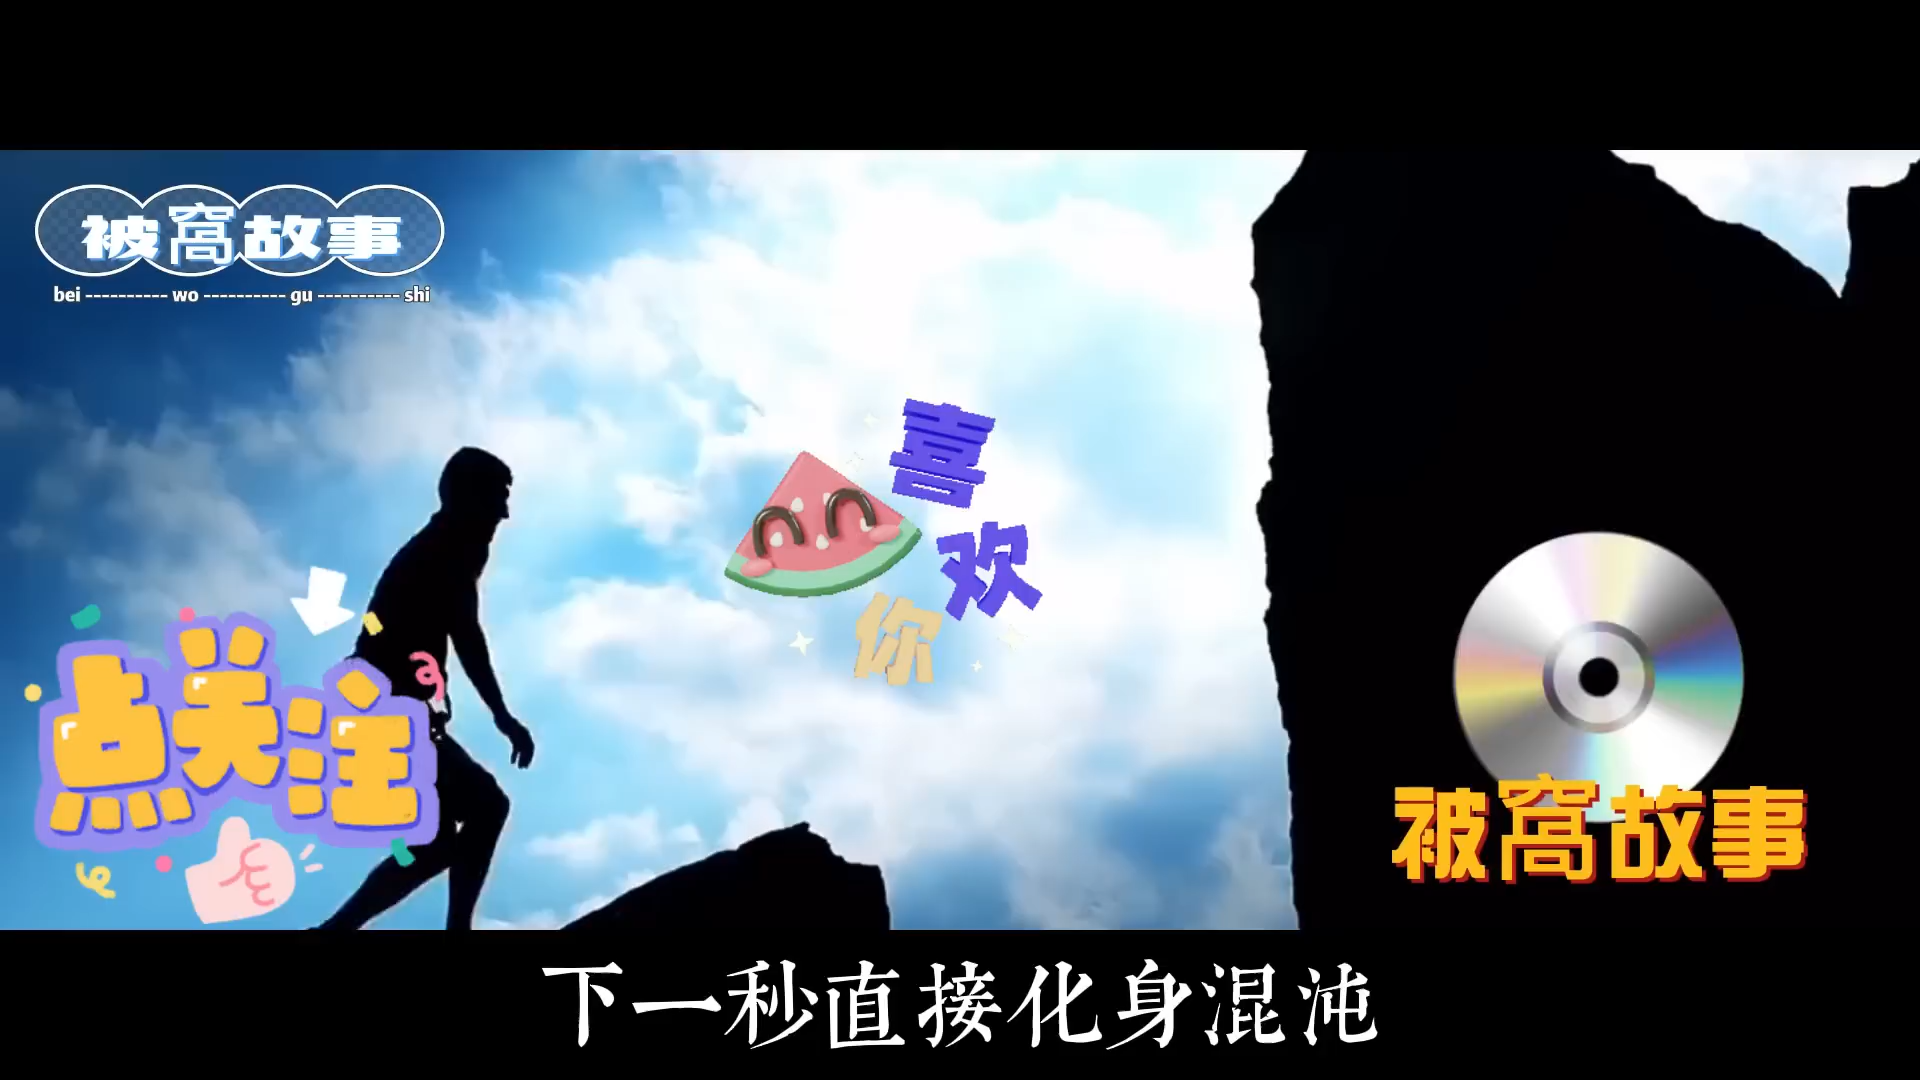 被窝故事
bei ---------- wo ---------- gu ---------- shi
喜欢你
点关注
被窝故事
下一秒直接化身混沌